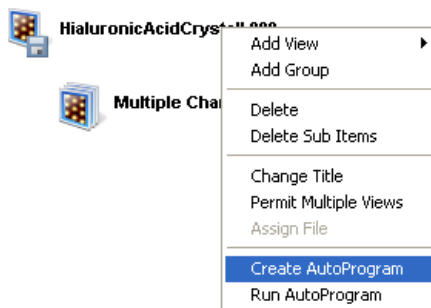 HialuronicAcidCrystall
Multiple Cha
Add View
Add Group
Delete
Delete Sub Items
Change Title
Permit Multiple Views
Assign File
Create AutoProgram
Run AutoProgram